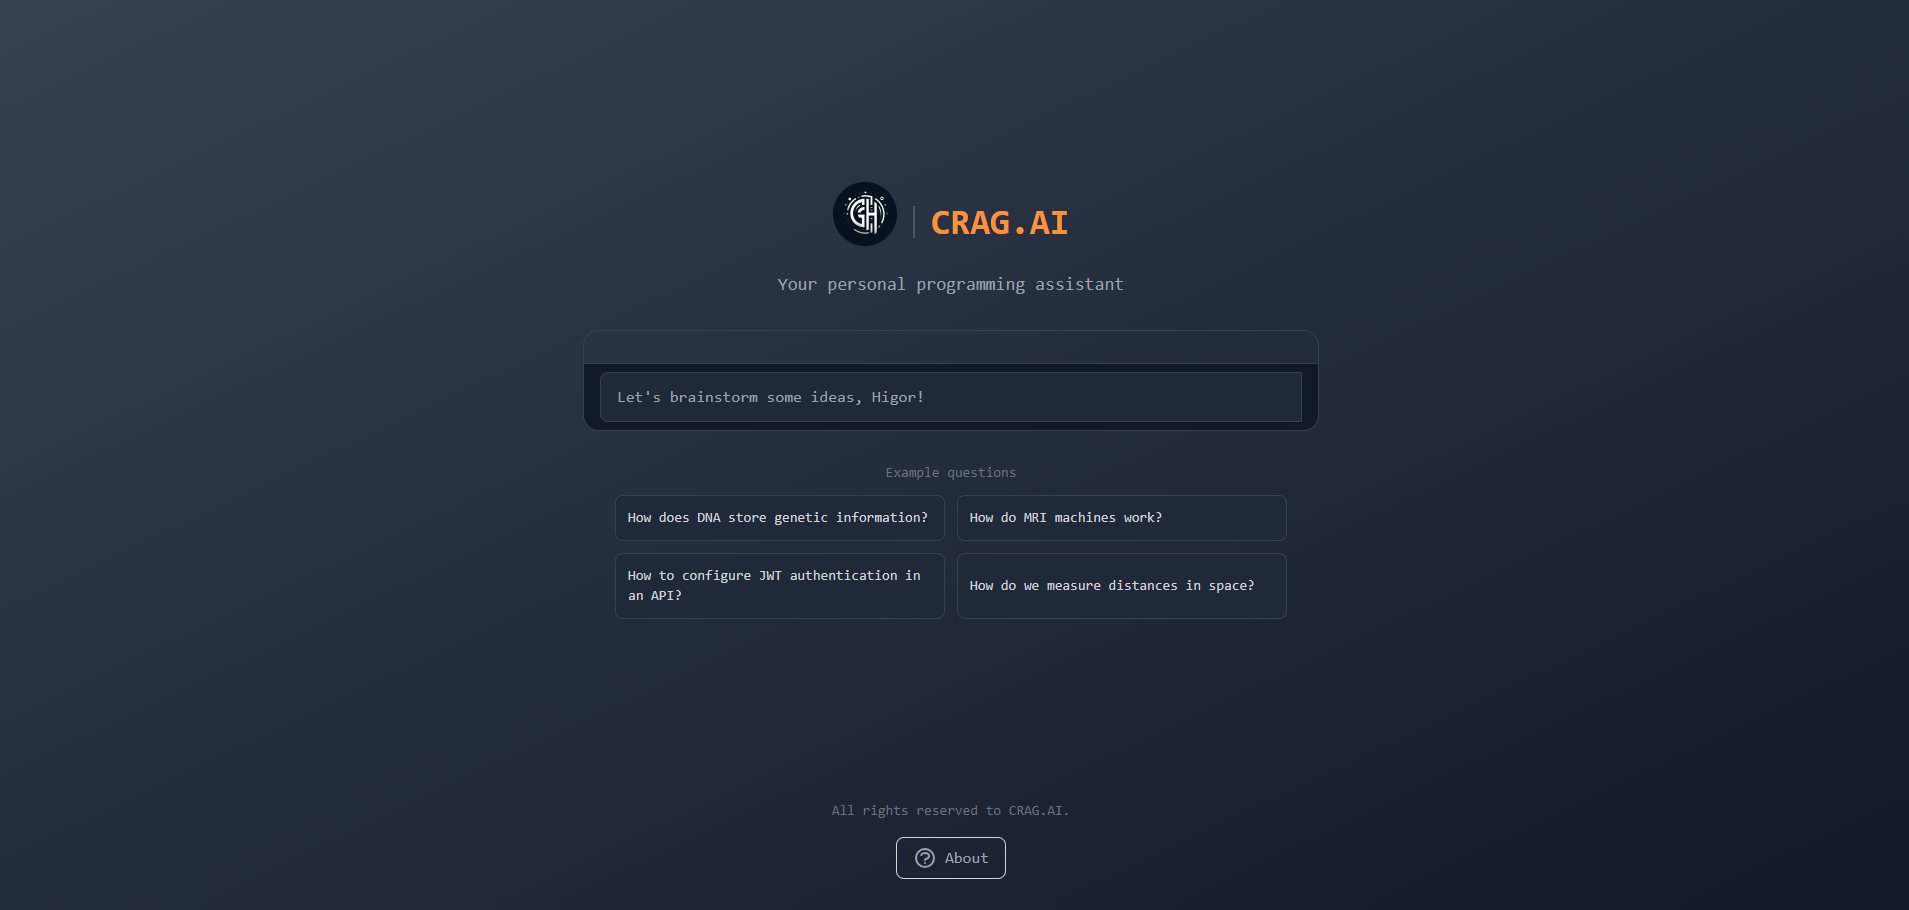 GH
CRAG.AI
Your personal programming assistant
Let's brainstorm some ideas, Higor!
Example questions
How does DNA store genetic information?
How do MRI machines work?
How to configure JWT authentication in
an API?
How do we measure distances in space?
All rights reserved to CRAG.AI.
About